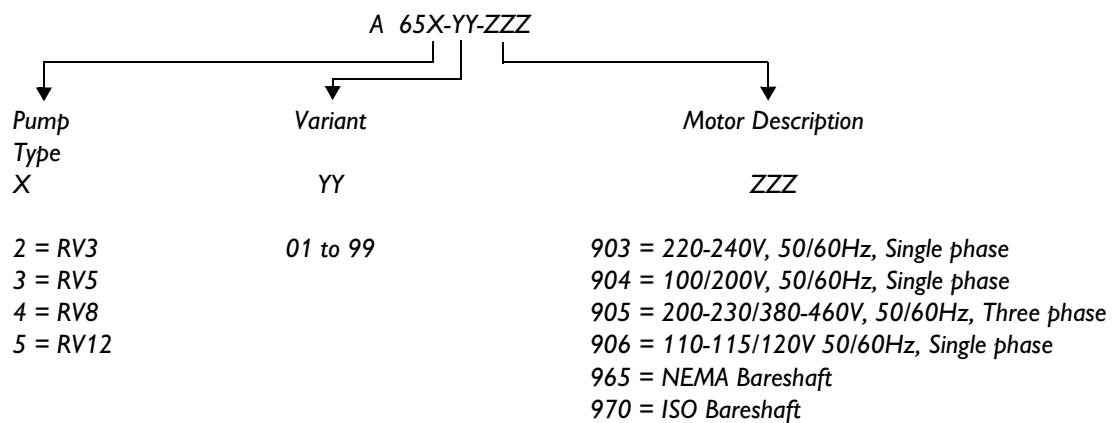 A 65X-YY-ZZZ
Pump Type
Variant
Motor Description
X
YY
ZZZ
2 = RV3
3 = RV5
4 = RV8
5 = RV12
01 to 99
903 = 220-240V, 50/60Hz, Single phase
904 = 100/200V, 50/60Hz, Single phase
905 = 200-230/380-460V, 50/60Hz, Three phase
906 = 110-115/120V 50/60Hz, Single phase
965 = NEMA Bareshaft
970 = ISO Bareshaft